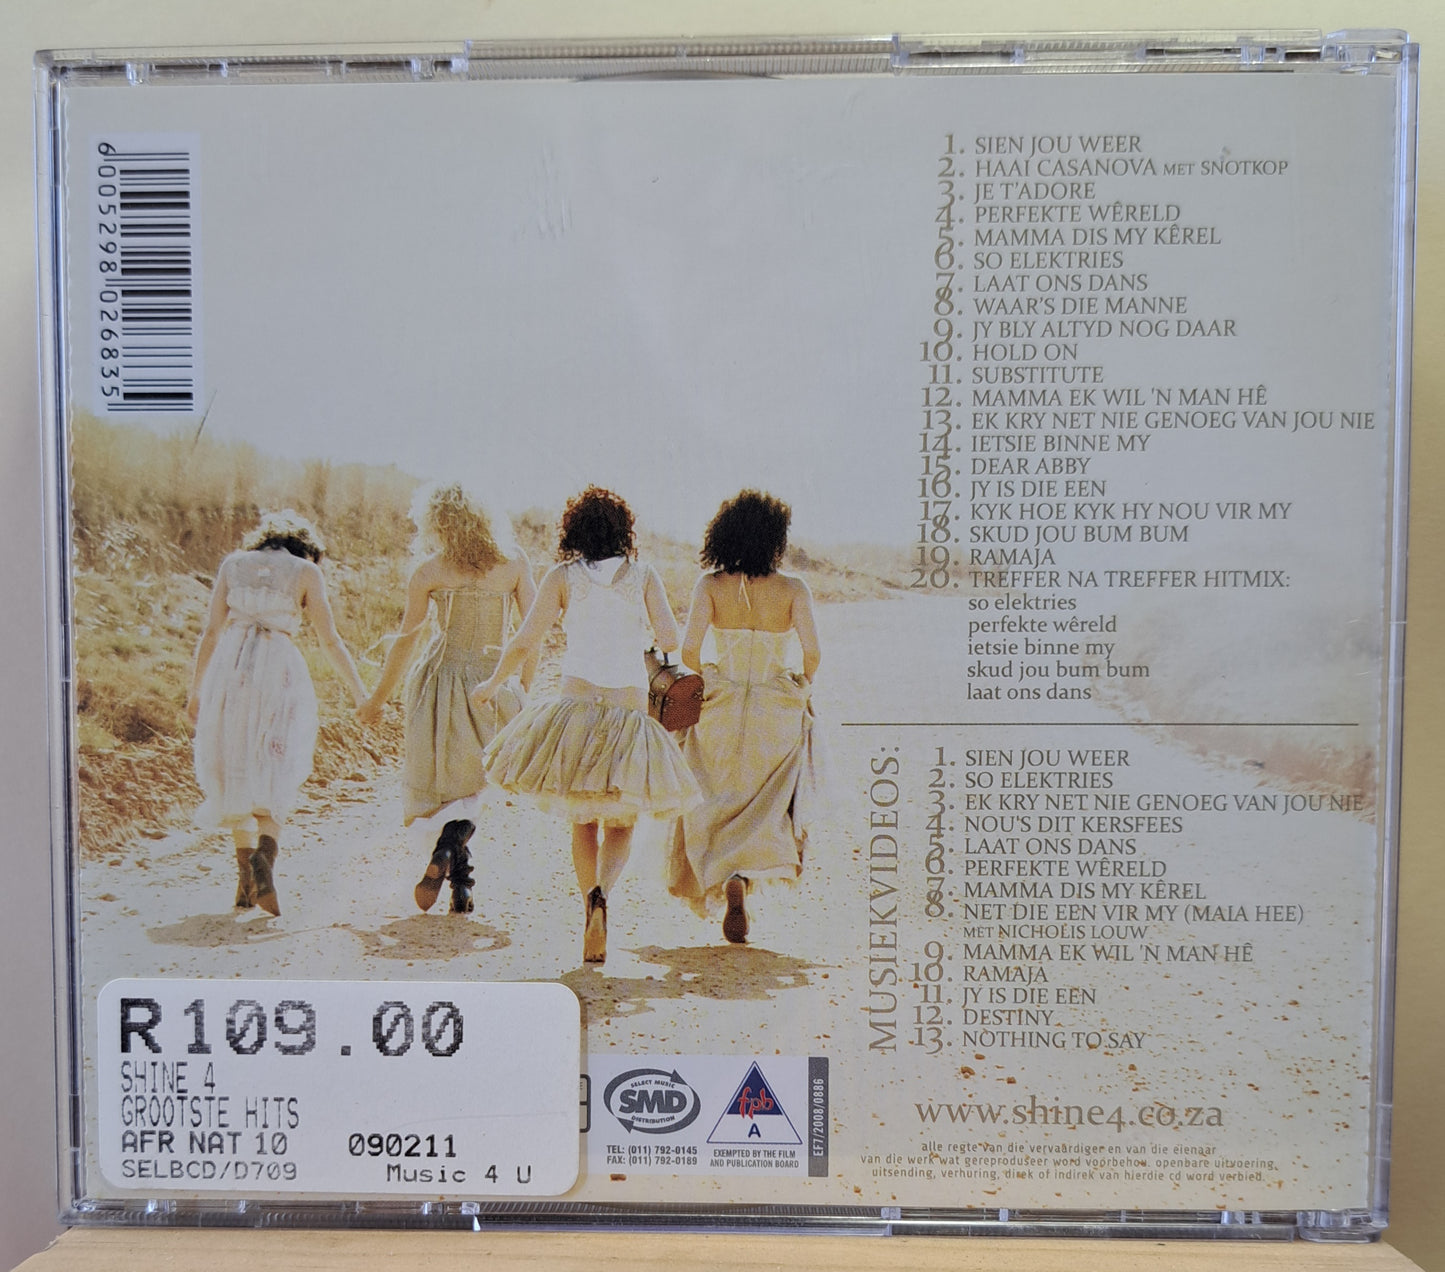 6005298026835
1. SIEN JOU WEER
2. HAAI CASANOVA MET SNOTKOP
3. JE T'ADORE
4. PERFEKTE WÊRELD
5. MAMMA DIS MY KÊREL
6. SO ELEKTRIES
7. LAAT ONS DANS
8. WAAR'S DIE MANNE
9. JY BLY ALTYD NOG DAAR
10. HOLD ON
11. SUBSTITUTE
12. MAMMA EK WIL 'N MAN HÊ
13. EK KRY NET NIE GENOEG VAN JOU NIE
14. IETSIE BINNE MY
15. DEAR ABBY
16. JY IS DIE EEN
17. KYK HOE KYK HY NOU VIR MY
18. SKUD JOU BUM BUM
19. RAMAJA
20. TREFFER NA TREFFER HITMIX:
so elektries
perfekte wêreld
ietsie binne my
skud jou bum bum
laat ons dans
MUSIEKVIDEOS:
1. SIEN JOU WEER
2. SO ELEKTRIES
3. EK KRY NET NIE GENOEG VAN JOU NIE
4. NOU'S DIT KERSFEES
5. LAAT ONS DANS
6. PERFEKTE WÊRELD
7. MAMMA DIS MY KÊREL
8. NET DIE EEN VIR MY (MAIA HEE)
MET NICHOLIS LOUW
9. MAMMA EK WIL 'N MAN HÊ
10. RAMAJA
11. JY IS DIE EEN
12. DESTINY
13. NOTHING TO SAY
www.shine4.co.za
alle regte van die vervaardiger en van die eienaar
van die werk wat gereproduseer word voorbehou. openbare uitvoering,
uitsending, verhuring, direk of indirek van hierdie cd word verbied.
R109.00
SHINE 4
GROOTSTE HITS
AFR NAT 10 090211
SELBCD/D709 Music 4 U
SELECT MUSIC
SMD
DISTRIBUTION
TEL: (011) 792-0145
FAX: (011) 792-0189
fpb
A
EXEMPTED BY THE FILM
AND PUBLICATION BOARD
EF7/2008/0886